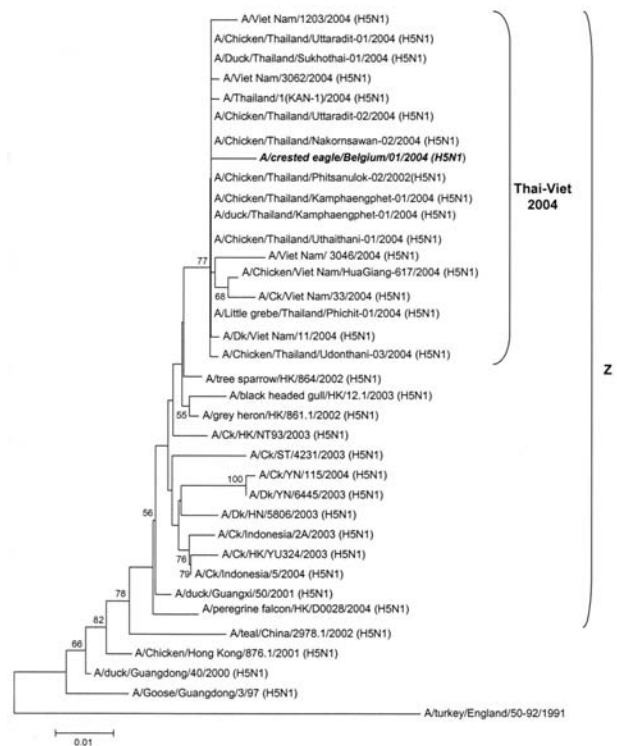 A/Viet Nam/1203/2004 (H5N1)
A/Chicken/Thailand/Uttaradit-01/2004 (H5N1)
A/Duck/Thailand/Sukhothai-01/2004 (H5N1)
A/Viet Nam/3062/2004 (H5N1)
A/Thailand/1(KAN-1)/2004 (H5N1)
A/Chicken/Thailand/Uttaradit-02/2004 (H5N1)
A/Chicken/Thailand/Nakornsawan-02/2004 (H5N1)
A/crested eagle/Belgium/01/2004 (H5N1)
A/Chicken/Thailand/Phitsanulok-02/2002(H5N1)
A/Chicken/Thailand/Kamphaengphet-01/2004 (H5N1)
A/duck/Thailand/Kamphaengphet-01/2004 (H5N1)
A/Chicken/Thailand/Uthaithani-01/2004 (H5N1)
A/Viet Nam/ 3046/2004 (H5N1)
77
A/Chicken/Viet Nam/HuaGiang-617/2004 (H5N1)
68
A/Ck/Viet Nam/33/2004 (H5N1)
A/Little grebe/Thailand/Phichit-01/2004 (H5N1)
A/Dk/Viet Nam/11/2004 (H5N1)
A/Chicken/Thailand/Udonthani-03/2004 (H5N1)
Thai-Viet
2004
A/tree sparrow/HK/864/2002 (H5N1)
Z
A/black headed gull/HK/12.1/2003 (H5N1)
55
A/grey heron/HK/861.1/2002 (H5N1)
A/Ck/HK/NT93/2003 (H5N1)
A/Ck/ST/4231/2003 (H5N1)
100
A/Ck/YN/115/2004 (H5N1)
A/Dk/YN/6445/2003 (H5N1)
56
A/Dk/HN/5806/2003 (H5N1)
A/Ck/Indonesia/2A/2003 (H5N1)
76
A/Ck/HK/YU324/2003 (H5N1)
79
A/Ck/Indonesia/5/2004 (H5N1)
A/duck/Guangxi/50/2001 (H5N1)
78
A/peregrine falcon/HK/D0028/2004 (H5N1)
82
A/teal/China/2978.1/2002 (H5N1)
66
A/Chicken/Hong Kong/876.1/2001 (H5N1)
A/duck/Guangdong/40/2000 (H5N1)
A/Goose/Guangdong/3/97 (H5N1)
A/turkey/England/50-92/1991
0.01